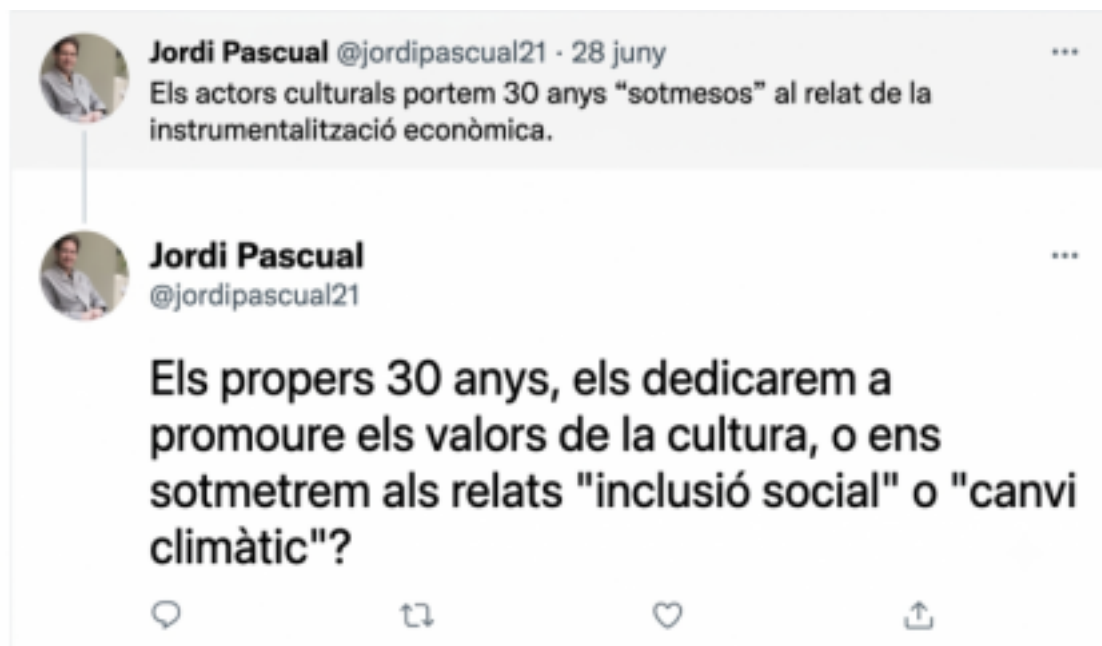 Jordi Pascual @jordipascual21 · 28 juny
Els actors culturals portem 30 anys “sotmesos” al relat de la
instrumentalització econòmica.
Jordi Pascual
@jordipascual21
Els propers 30 anys, els dedicarem a
promoure els valors de la cultura, o ens
sotmetrem als relats "inclusió social" o "canvi
climàtic"?